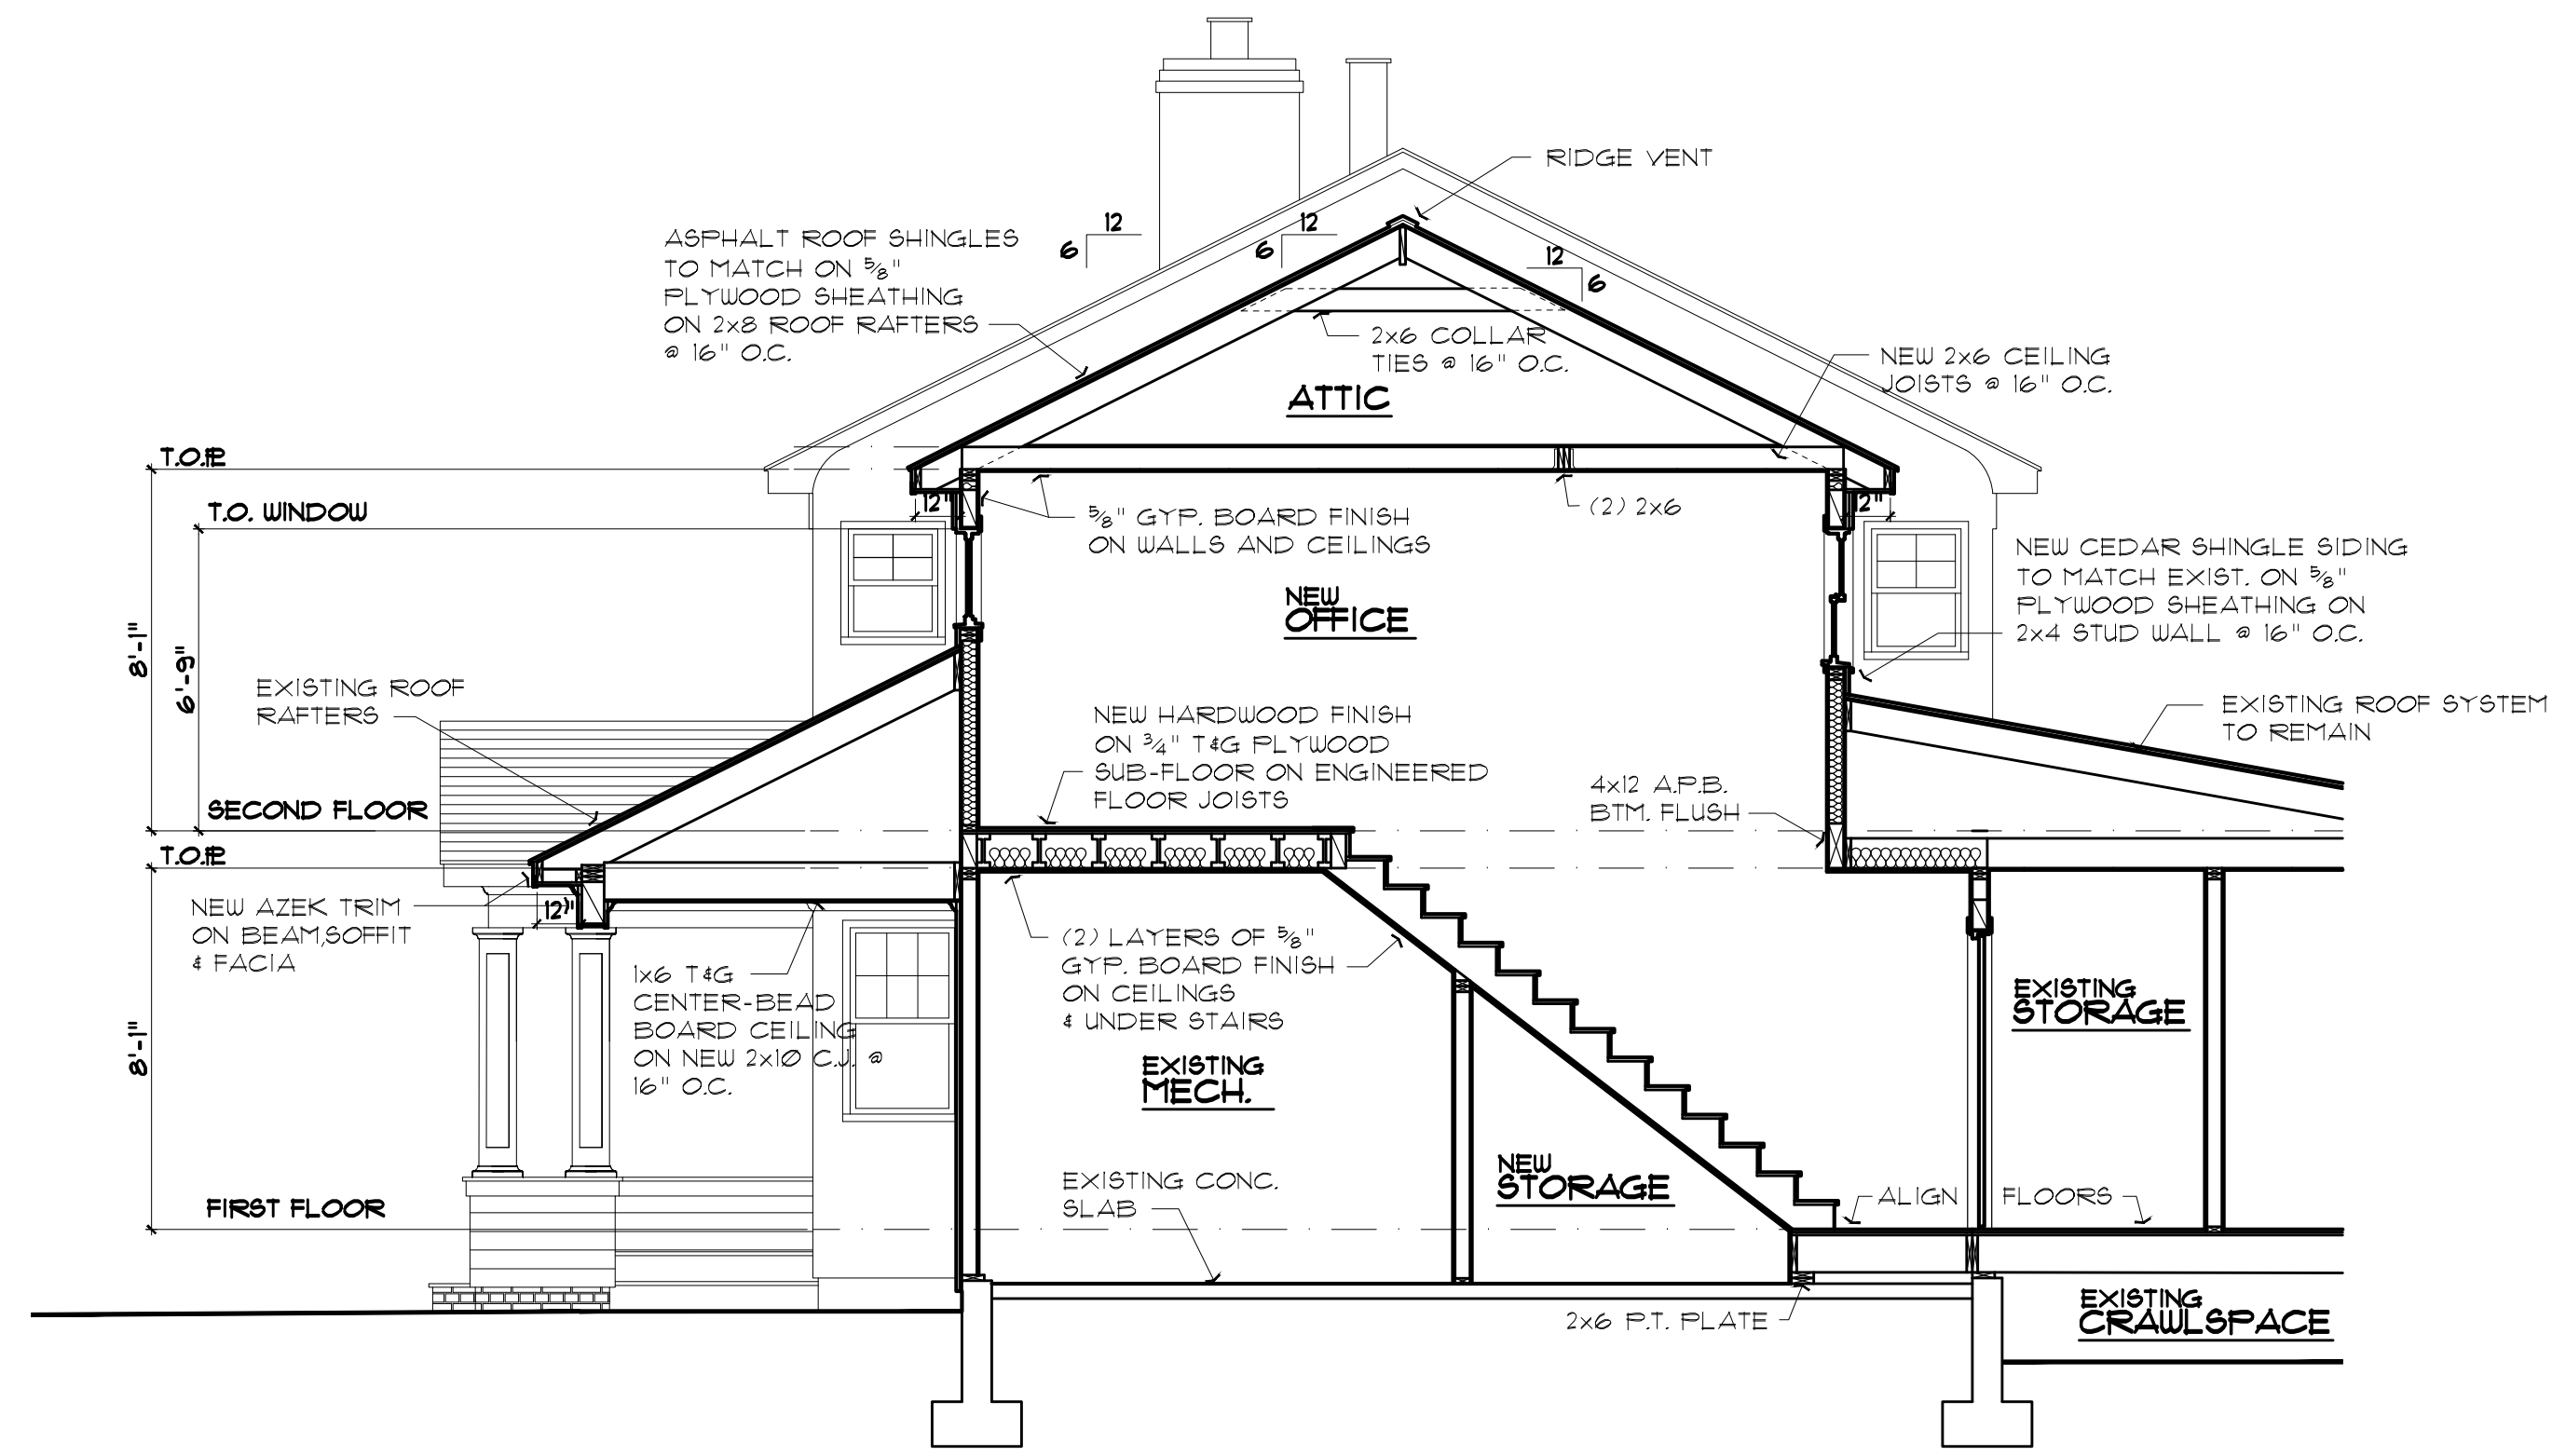 RIDGE VENT
12
6
12
6
12
6
ASPHALT ROOF SHINGLES
TO MATCH ON 5/8"
PLYWOOD SHEATHING
ON 2x8 ROOF RAFTERS
@ 16" O.C.
2x6 COLLAR
TIES @ 16" O.C.
NEW 2x6 CEILING
JOISTS @ 16" O.C.
ATTIC
T.O.P.
T.O. WINDOW
12"
12"
5/8" GYP. BOARD FINISH
ON WALLS AND CEILINGS
(2) 2x6
NEW CEDAR SHINGLE SIDING
TO MATCH EXIST. ON 5/8"
PLYWOOD SHEATHING ON
2x4 STUD WALL @ 16" O.C.
NEW
OFFICE
8'-1"
6'-9"
EXISTING ROOF
RAFTERS
EXISTING ROOF SYSTEM
TO REMAIN
NEW HARDWOOD FINISH
ON 3/4" T&G PLYWOOD
SUB-FLOOR ON ENGINEERED
FLOOR JOISTS
4x12 A.P.B.
BTM. FLUSH
SECOND FLOOR
T.O.P.
NEW AZEK TRIM
ON BEAM,SOFFIT
& FACIA
12"
1x6 T&G
CENTER-BEAD
BOARD CEILING
ON NEW 2x10 C.J. @
16" O.C.
(2) LAYERS OF 5/8"
GYP. BOARD FINISH
ON CEILINGS
& UNDER STAIRS
EXISTING
STORAGE
8'-1"
EXISTING
MECH.
NEW
STORAGE
EXISTING CONC.
SLAB
FIRST FLOOR
ALIGN FLOORS
2x6 P.T. PLATE
EXISTING
CRAWLSPACE